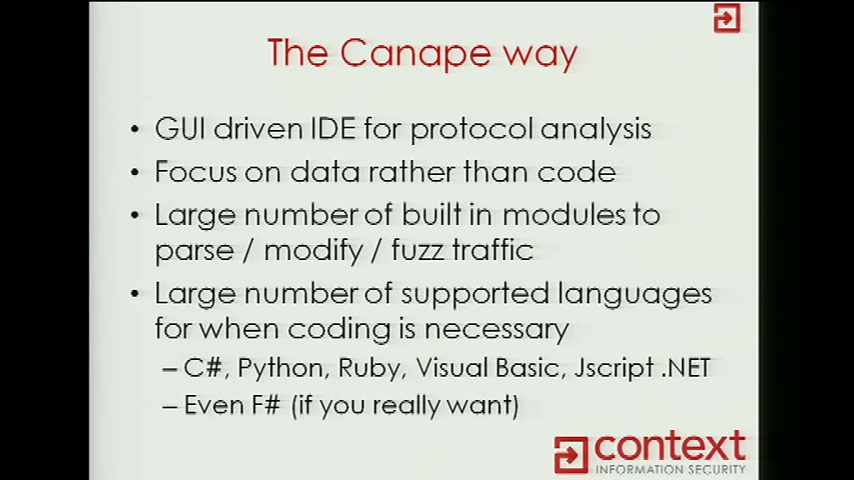 The Canape way
• GUI driven IDE for protocol analysis
• Focus on data rather than code
• Large number of built in modules to
parse / modify / fuzz traffic
• Large number of supported languages
for when coding is necessary
– C#, Python, Ruby, Visual Basic, Jscript .NET
– Even F# (if you really want)
context
INFORMATION SECURITY